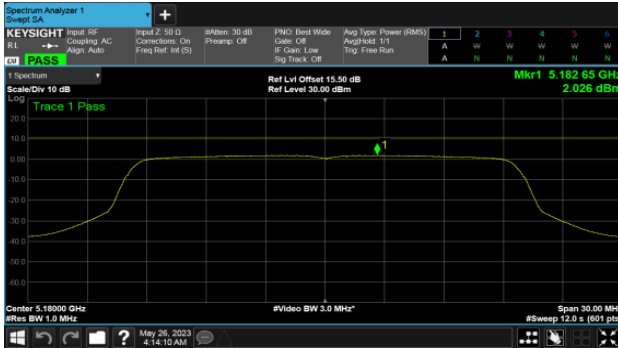 Spectrum Analyzer 1
Swept SA
+
KEYSIGHT Input: RF Input Z: 50 Ω #Atten: 30 dB PNO: Best Wide Avg Type: Power (RMS) 1 2 3 4 5 6
RL Coupling: AC Corrections: On Preamp: Off Gate: Off Avg|Hold: 1/1 A W W W W W
Align: Auto Freq Ref: Int (S) IF Gain: Low Trig: Free Run
LXI PASS Sig Track: Off A N N N N N
1 Spectrum Ref Lvl Offset 15.50 dB Mkr1 5.182 65 GHz
Scale/Div 10 dB Ref Level 30.00 dBm 2.026 dBm
Log Trace 1 Pass
20.0
10.0
1
0.00
-10.0
-20.0
-30.0
-40.0
-50.0
-60.0
Center 5.18000 GHz #Video BW 3.0 MHz* Span 30.00 MHz
#Res BW 1.0 MHz #Sweep 12.0 s (601 pts)
? May 26, 2023
4:14:10 AM